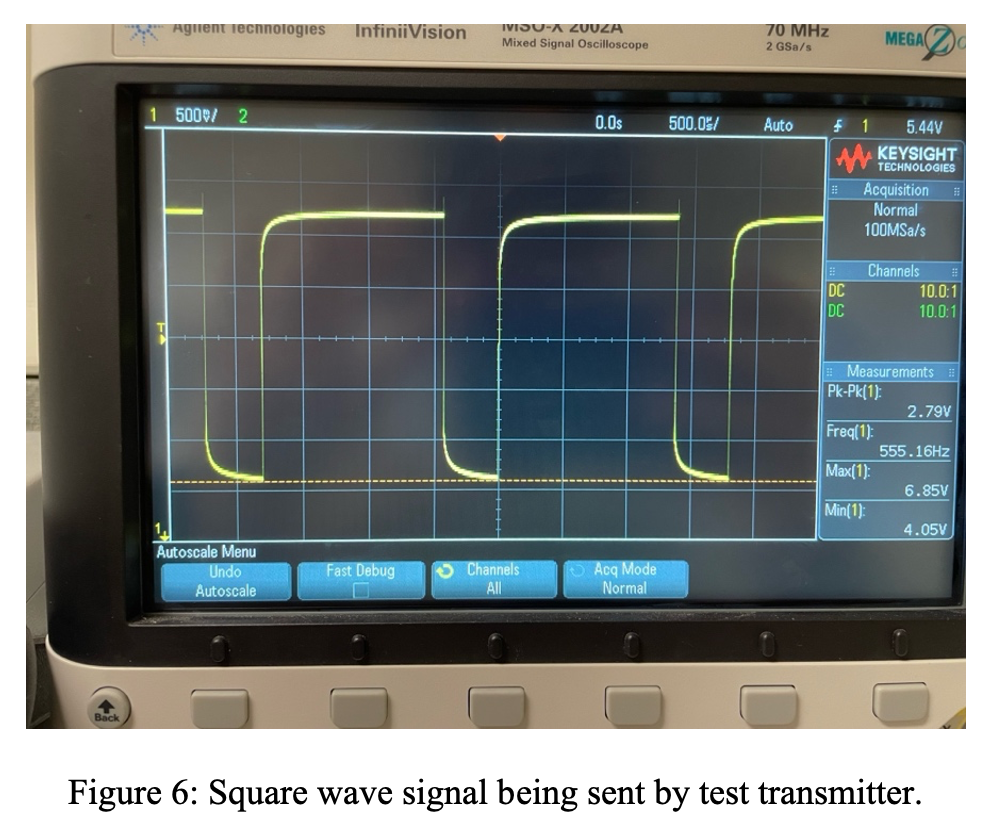 Agilent Technologies
InfiniiVision
MSO-X 2002A
Mixed Signal Oscilloscope
70 MHz
2 GSa/s
MEGA Z
1 500V/ 2 0.0s 500.0s/ Auto 1 5.44V
KEYSIGHT
TECHNOLOGIES
Acquisition
Normal
100MSa/s
Channels
DC 10.0:1
DC 10.0:1
Measurements
Pk-Pk(1):
2.79V
Freq(1):
555.16Hz
Max(1):
6.85V
Min(1):
4.05V
T
1
Autoscale Menu
Undo
Autoscale
Fast Debug
Channels
All
Acq Mode
Normal
Back
Figure 6: Square wave signal being sent by test transmitter.